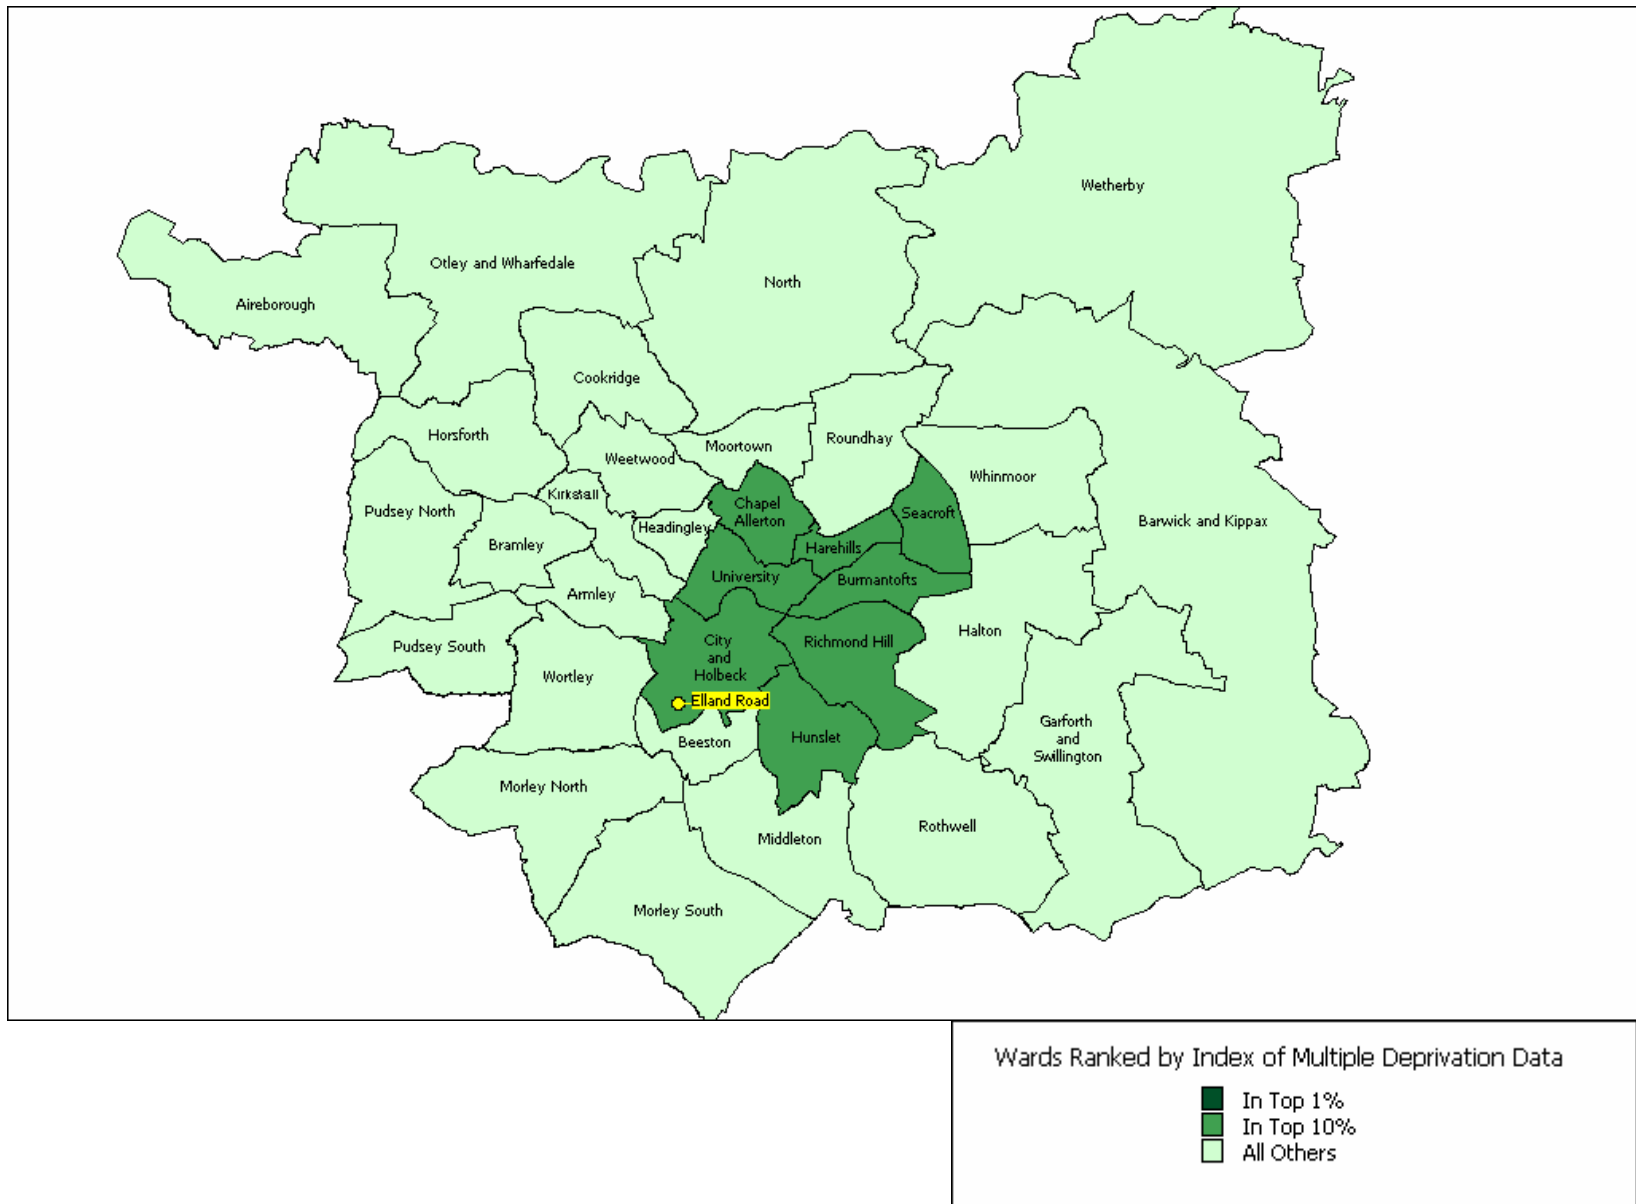 Wetherby
Otley and Wharfedale
North
Aireborough
Cookridge
Horsforth
Moortown
Roundhay
Weetwood
Whinmoor
Kirkstall
Chapel
Allerton
Seacroft
Pudsey North
Barwick and Kippax
Headingley
Bramley
Harehills
University
Burmantofts
Armley
Halton
City
and
Holbeck
Richmond Hill
Pudsey South
Wortley
Elland Road
Garforth
and
Swillington
Beeston
Hunslet
Morley North
Rothwell
Middleton
Morley South
Wards Ranked by Index of Multiple Deprivation Data
In Top 1%
In Top 10%
All Others